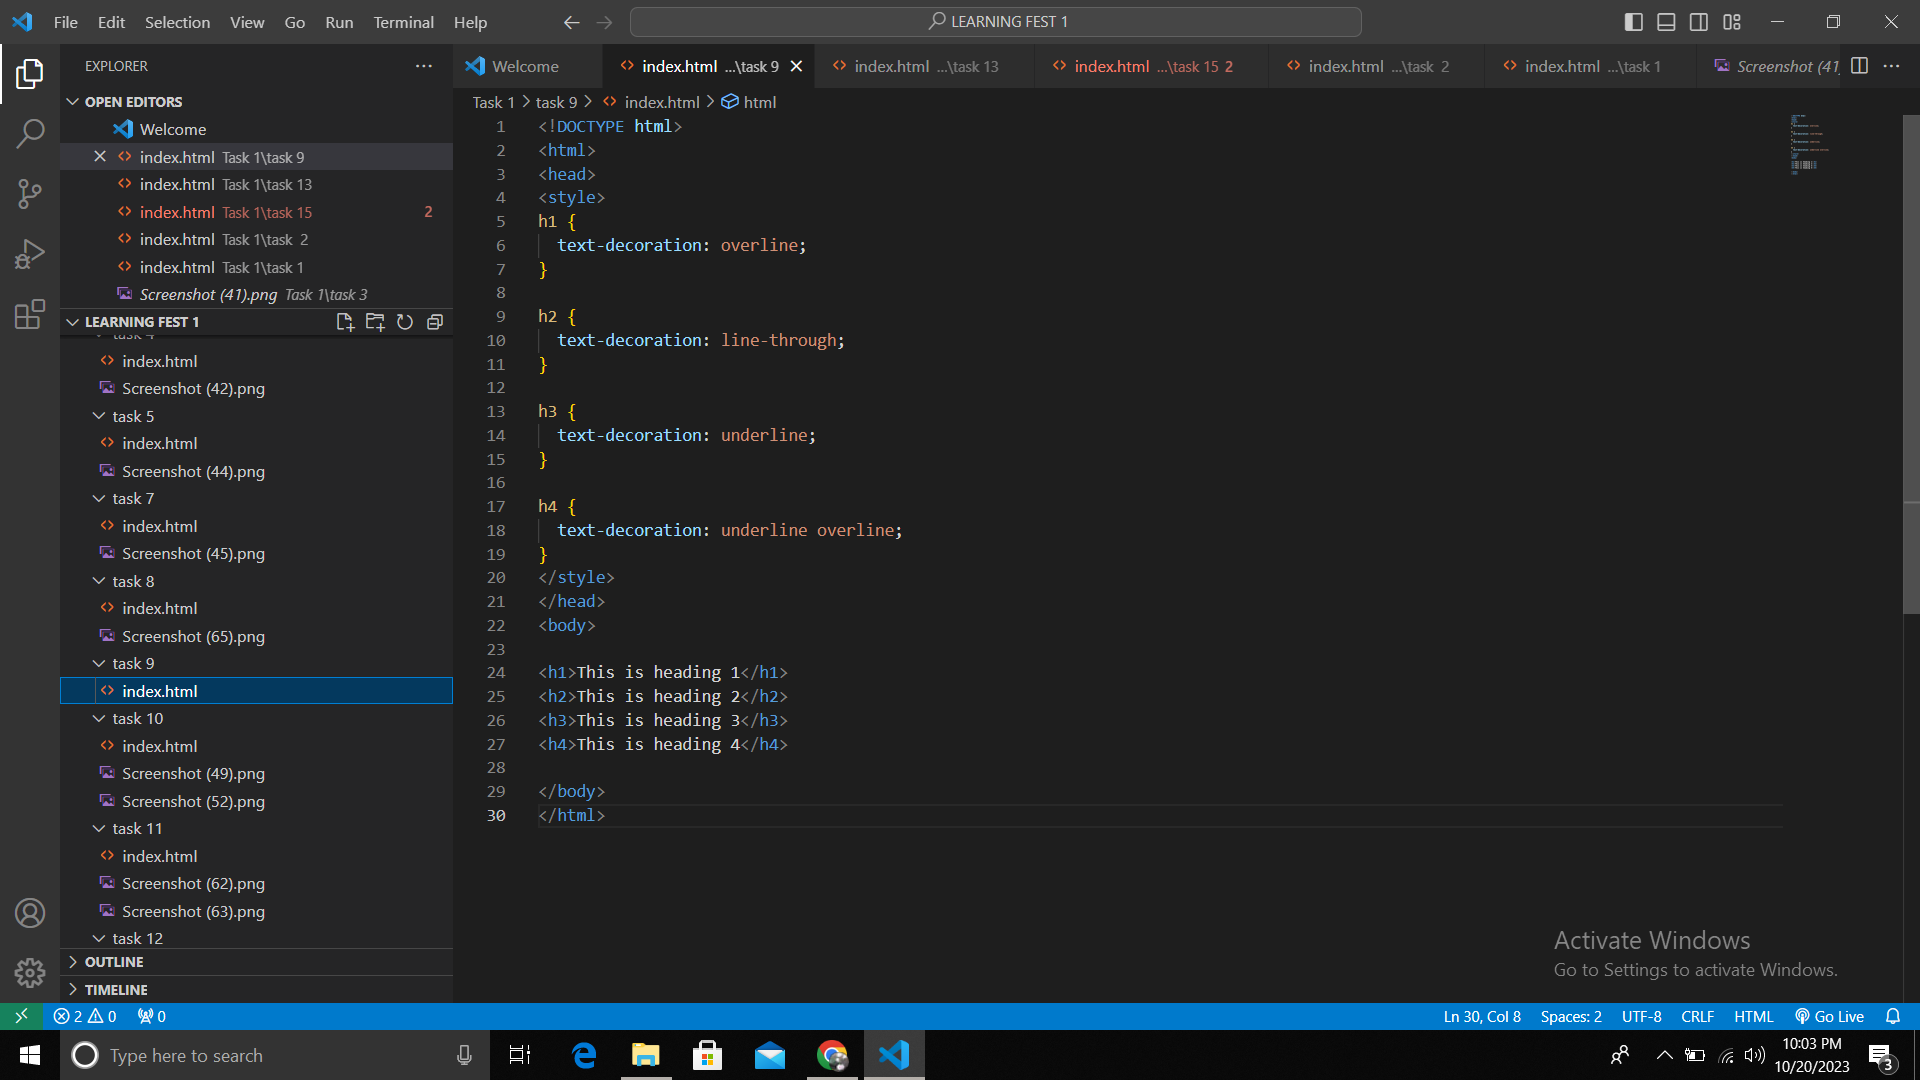 File Edit Selection View Go Run Terminal Help
LEARNING FEST 1
EXPLORER
OPEN EDITORS
Welcome
index.html Task 1\task 9
index.html Task 1\task 13
index.html Task 1\task 15 2
index.html Task 1\task 2
index.html Task 1\task 1
Screenshot (41).png Task 1\task 3
LEARNING FEST 1
task 4
index.html
Screenshot (42).png
task 5
index.html
Screenshot (44).png
task 7
index.html
Screenshot (45).png
task 8
index.html
Screenshot (65).png
task 9
index.html
task 10
index.html
Screenshot (49).png
Screenshot (52).png
task 11
index.html
Screenshot (62).png
Screenshot (63).png
task 12
OUTLINE
TIMELINE
Welcome index.html ...\task 9 index.html ...\task 13 index.html ...\task 15 2 index.html ...\task 2 index.html ...\task 1 Screenshot (41)
Task 1 > task 9 > index.html > html
1 <!DOCTYPE html>
2 <html>
3 <head>
4 <style>
5 h1 {
6 text-decoration: overline;
7 }
8
9 h2 {
10 text-decoration: line-through;
11 }
12
13 h3 {
14 text-decoration: underline;
15 }
16
17 h4 {
18 text-decoration: underline overline;
19 }
20 </style>
21 </head>
22 <body>
23
24 <h1>This is heading 1</h1>
25 <h2>This is heading 2</h2>
26 <h3>This is heading 3</h3>
27 <h4>This is heading 4</h4>
28
29 </body>
30 </html>
Activate Windows
Go to Settings to activate Windows.
2 0 0 Ln 30, Col 8 Spaces: 2 UTF-8 CRLF HTML Go Live
Type here to search
10:03 PM
10/20/2023
3